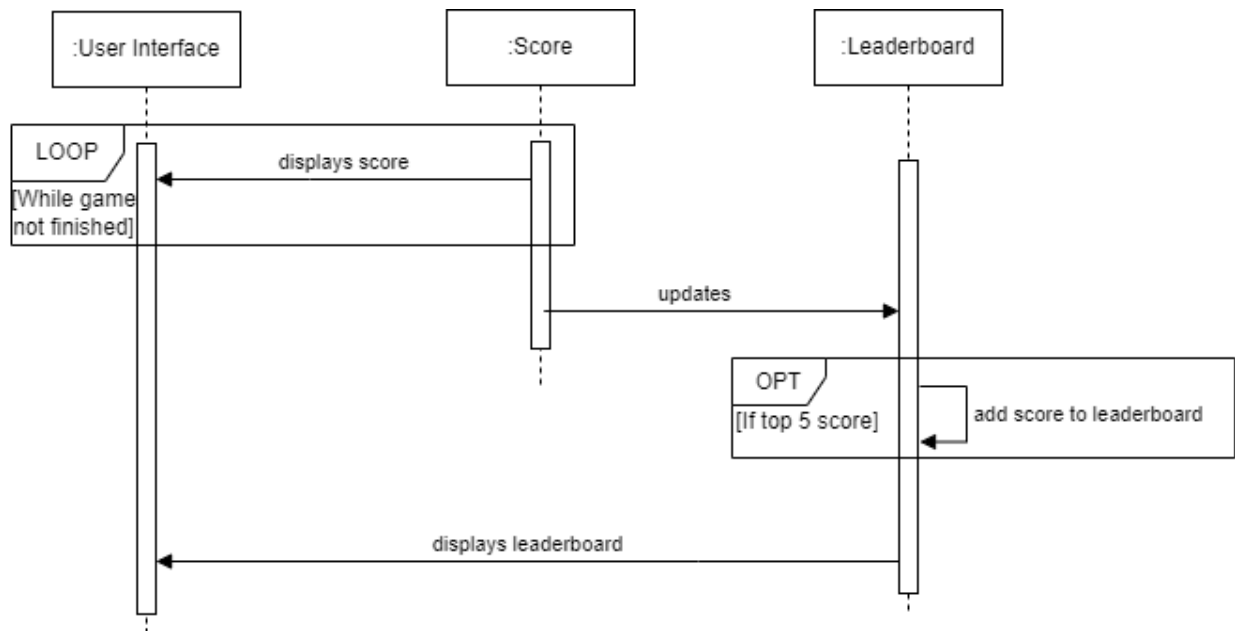 :User Interface
:Score
:Leaderboard
LOOP
displays score
[While game
not finished]
updates
OPT
[If top 5 score]
add score to leaderboard
displays leaderboard